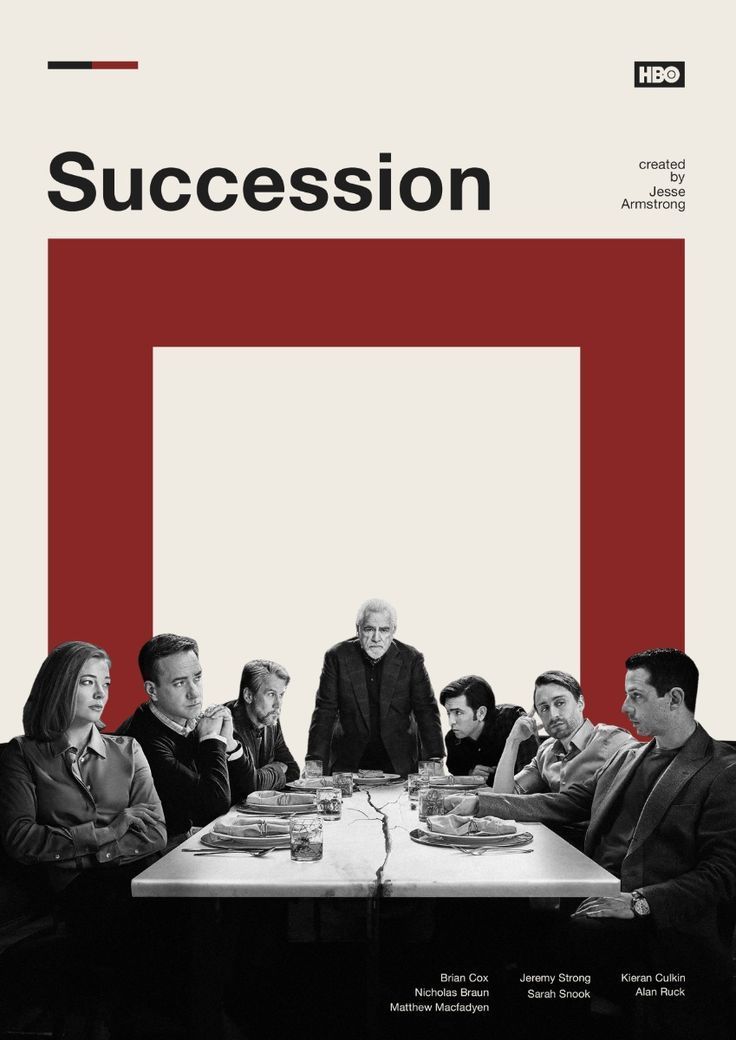 HBO
Succession
created
by
Jesse
Armstrong
Brian Cox
Nicholas Braun
Matthew Macfadyen
Jeremy Strong
Sarah Snook
Kieran Culkin
Alan Ruck